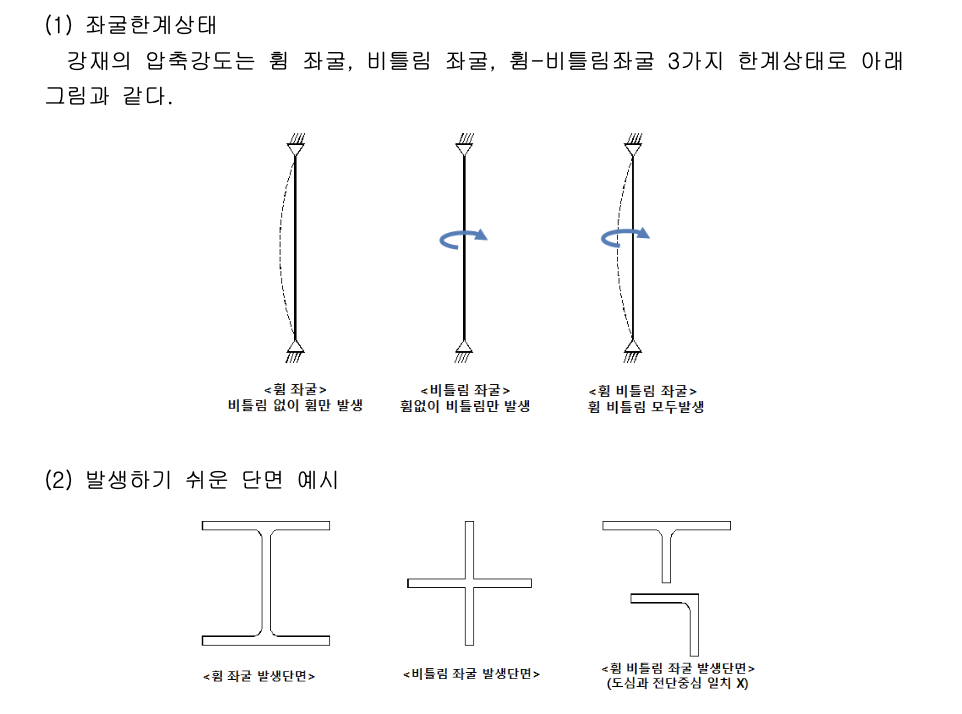 (1) 좌굴한계상태
강재의 압축강도는 휨 좌굴, 비틀림 좌굴, 휨-비틀림좌굴 3가지 한계상태로 아래
그림과 같다.
<휨 좌굴>
비틀림 없이 휨만 발생
<비틀림 좌굴>
휨없이 비틀림만 발생
<휨 비틀림 좌굴>
휨 비틀림 모두발생
(2) 발생하기 쉬운 단면 예시
<휨 좌굴 발생단면>
<비틀림 좌굴 발생단면>
<휨 비틀림 좌굴 발생단면>
(도심과 전단중심 일치 X)